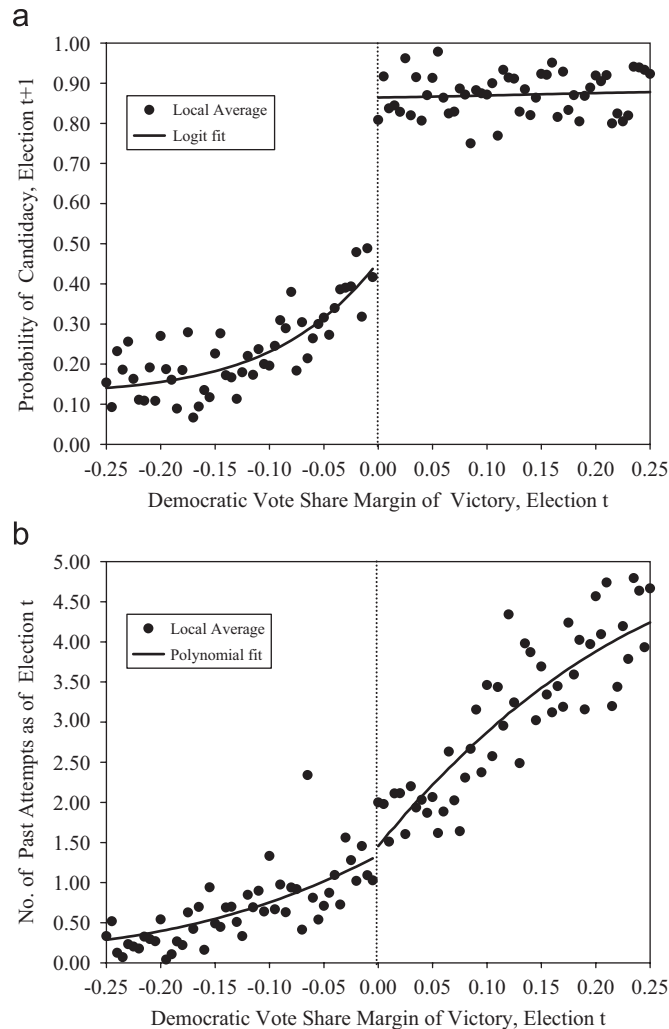 a
1.00
0.90
0.80
0.70
0.60
0.50
0.40
0.30
0.20
0.10
0.00
Probability of Candidacy, Election t+1
Local Average
Logit fit
-0.25 -0.20 -0.15 -0.10 -0.05 0.00 0.05 0.10 0.15 0.20 0.25
Democratic Vote Share Margin of Victory, Election t
b
5.00
4.50
4.00
3.50
3.00
2.50
2.00
1.50
1.00
0.50
0.00
No. of Past Attempts as of Election t
Local Average
Polynomial fit
-0.25 -0.20 -0.15 -0.10 -0.05 0.00 0.05 0.10 0.15 0.20 0.25
Democratic Vote Share Margin of Victory, Election t